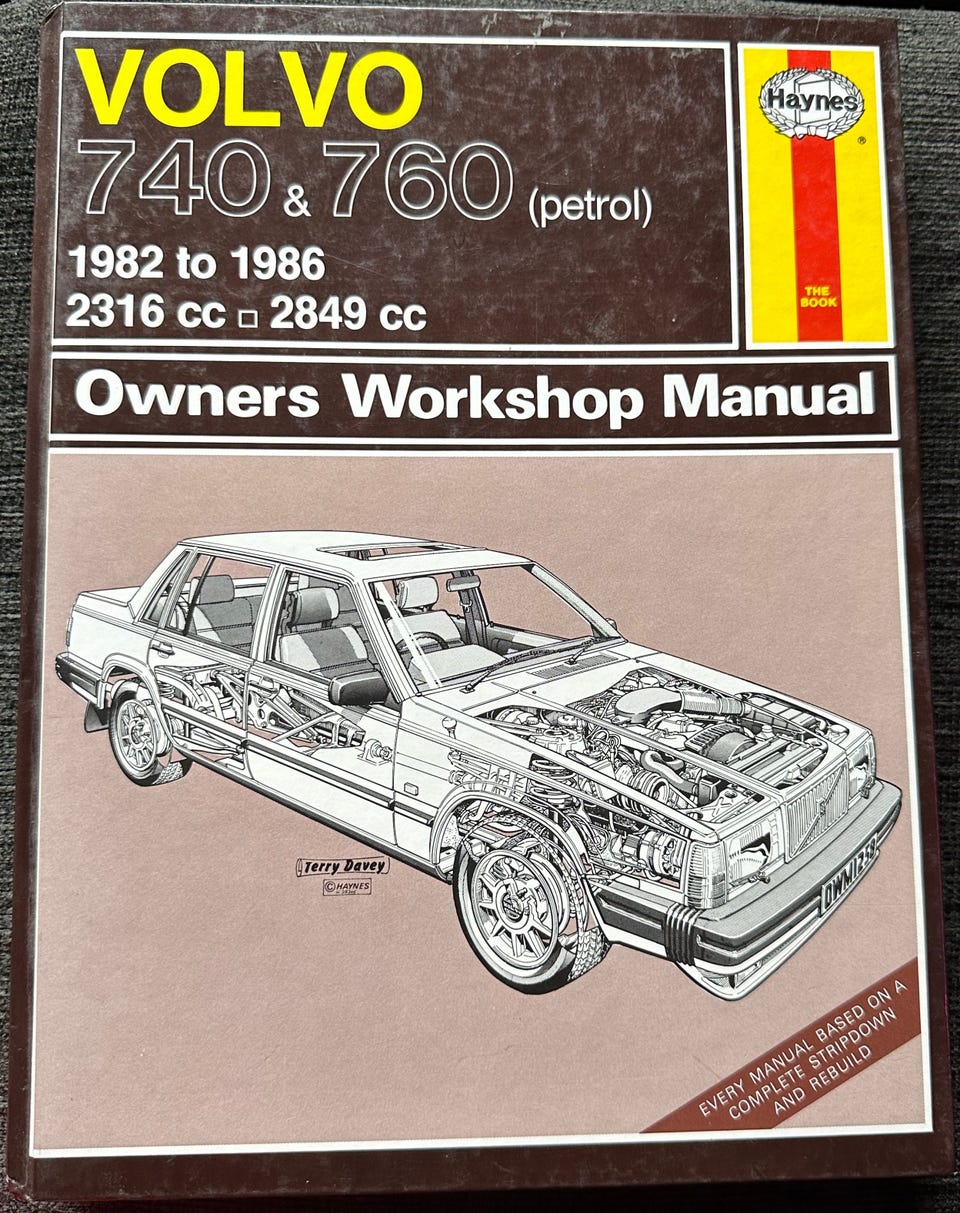 VOLVO
740 & 760 (petrol)
1982 to 1986
2316 cc □ 2849 cc
Haynes
®
THE
BOOK
Owners Workshop Manual
Terry Davey
© HAYNES
OWM1258
EVERY MANUAL BASED ON A
COMPLETE STRIPDOWN
AND REBUILD